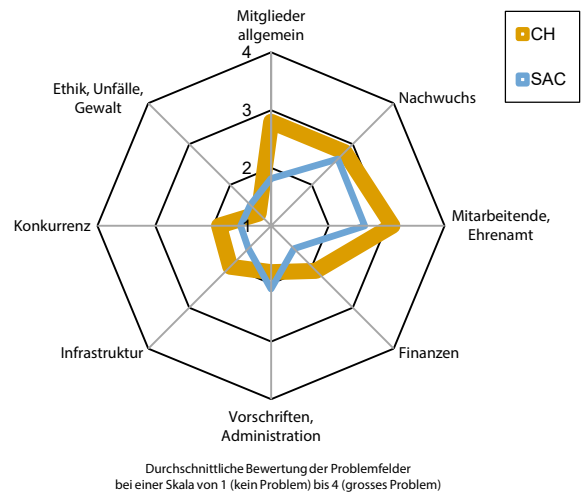 Mitglieder
allgemein
4
CH
SAC
Ethik, Unfälle,
Gewalt
Nachwuchs
3
2
Konkurrenz
1
Mitarbeitende,
Ehrenamt
Infrastruktur
Finanzen
Vorschriften,
Administration
Durchschnittliche Bewertung der Problemfelder
bei einer Skala von 1 (kein Problem) bis 4 (grosses Problem)